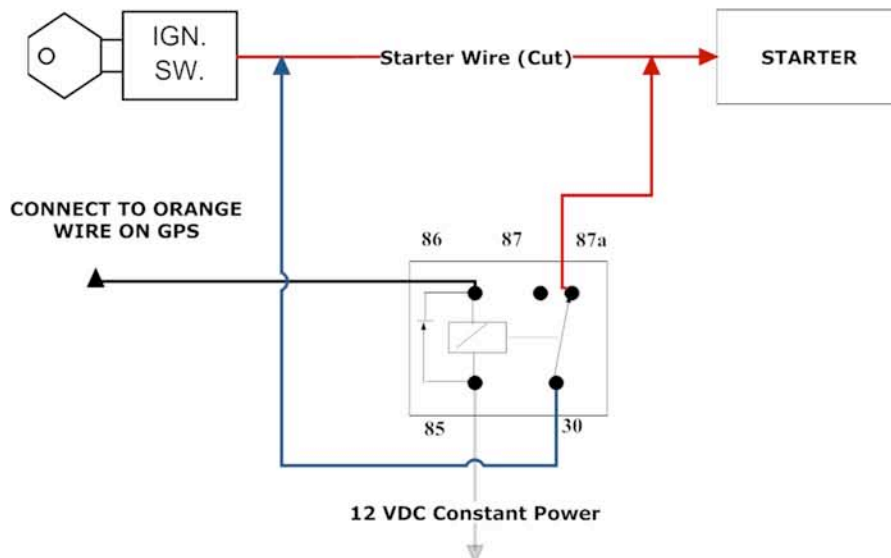 IGN.
SW.
Starter Wire (Cut)
STARTER
CONNECT TO ORANGE
WIRE ON GPS
86
87
87a
85
30
12 VDC Constant Power